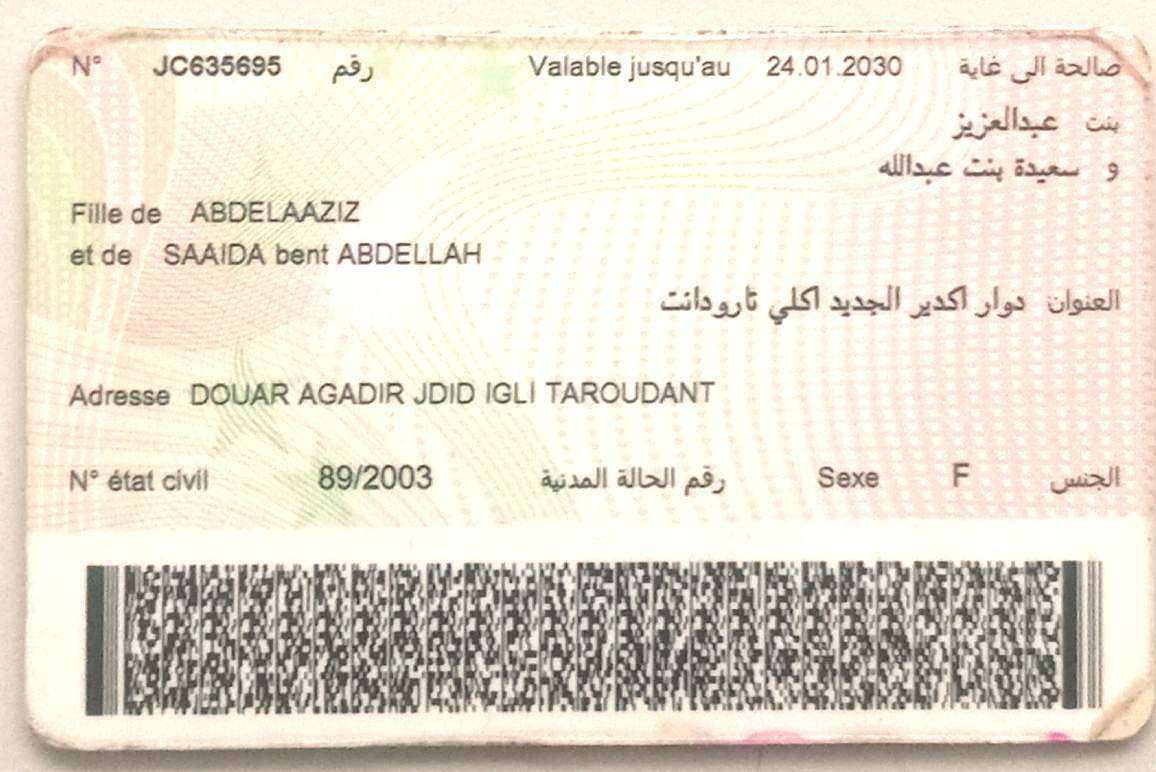 N° JC635695 رقم Valable jusqu'au 24.01.2030 صالحة الى غاية
بنت عبدالعزيز
و سعيدة بنت عبدالله
Fille de ABDELAAZIZ
et de SAAIDA bent ABDELLAH
العنوان دوار اكدير الجديد اكلي تارودانت
Adresse DOUAR AGADIR JDID IGLI TAROUDANT
N° état civil 89/2003 رقم الحالة المدنية Sexe F الجنس